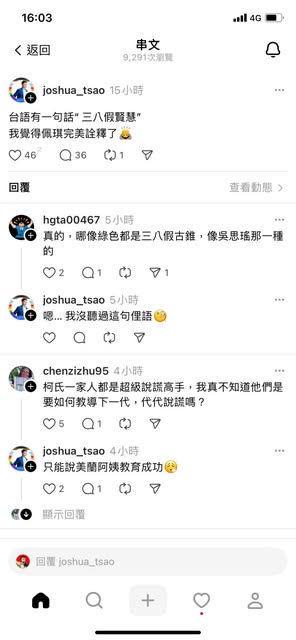 16:03
4G
返回
串文
9,291次瀏覽
joshua_tsao 15小時
台語有一句話“ 三八假賢慧”
我覺得佩琪完美詮釋了
46 36 1
回覆
查看動態
hgta00467 5小時
真的，哪像綠色都是三八假古錐，像吳思瑤那一種
的
2 1 1
joshua_tsao 5小時
嗯... 我沒聽過這句俚語
chenzizhu95 4小時
柯氏一家人都是超級說謊高手，我真不知道他們是
要如何教導下一代，代代說謊嗎？
5 1
joshua_tsao 4小時
只能說美蘭阿姨教育成功
2 1
顯示回覆
回覆 joshua_tsao